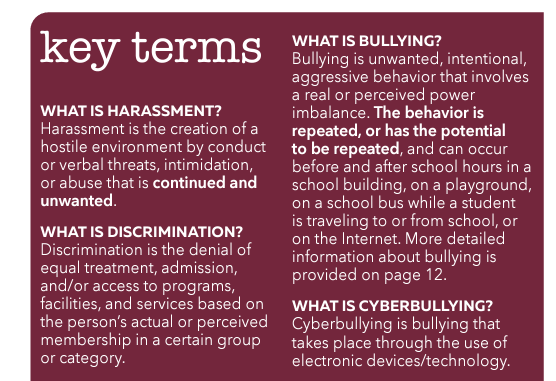 key terms
WHAT IS HARASSMENT?
Harassment is the creation of a
hostile environment by conduct
or verbal threats, intimidation,
or abuse that is continued and
unwanted.
WHAT IS DISCRIMINATION?
Discrimination is the denial of
equal treatment, admission,
and/or access to programs,
facilities, and services based on
the person’s actual or perceived
membership in a certain group
or category.
WHAT IS BULLYING?
Bullying is unwanted, intentional,
aggressive behavior that involves
a real or perceived power
imbalance. The behavior is
repeated, or has the potential
to be repeated, and can occur
before and after school hours in a
school building, on a playground,
on a school bus while a student
is traveling to or from school, or
on the Internet. More detailed
information about bullying is
provided on page 12.
WHAT IS CYBERBULLYING?
Cyberbullying is bullying that
takes place through the use of
electronic devices/technology.